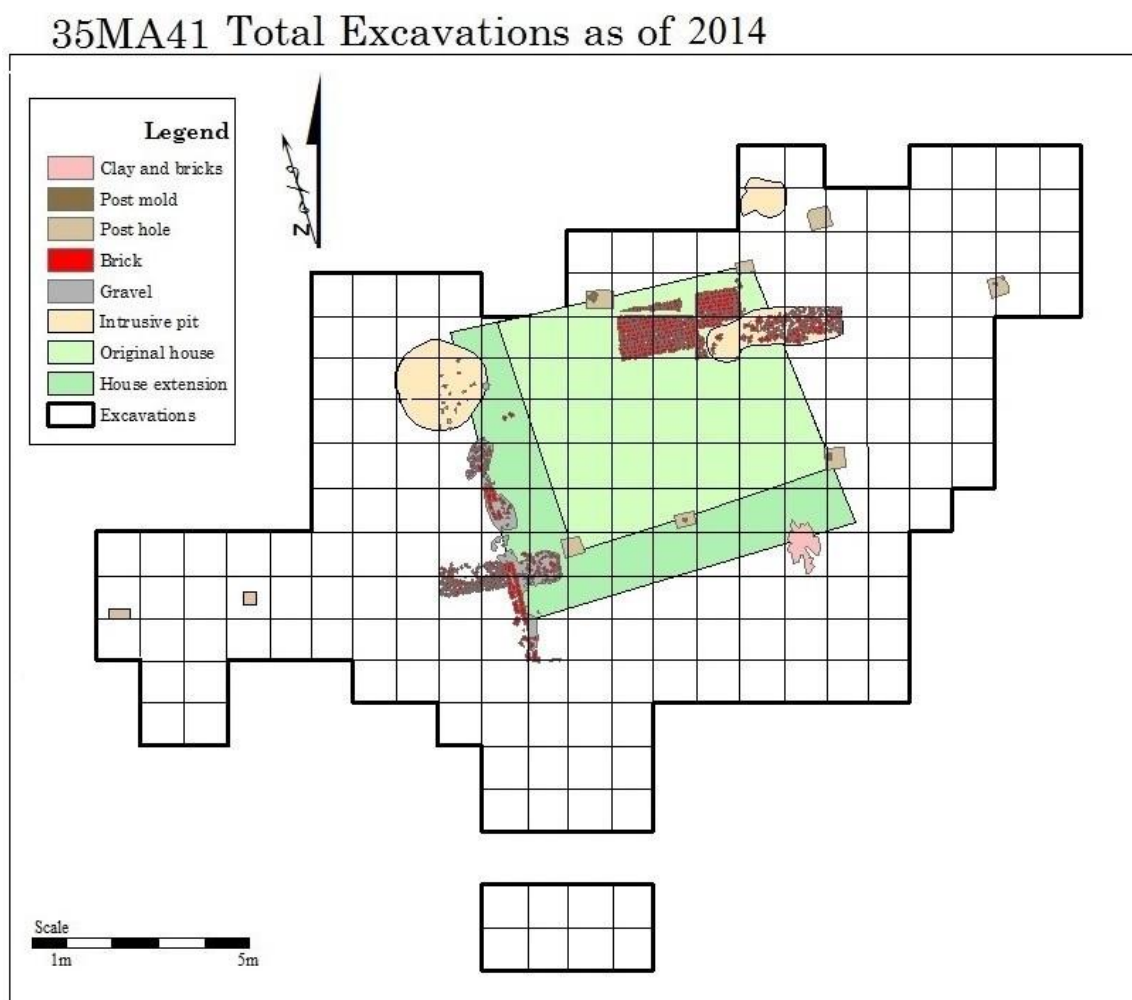 35MA41 Total Excavations as of 2014
Legend
Clay and bricks
Post mold
Post hole
Brick
Gravel
Intrusive pit
Original house
House extension
Excavations
N
Scale
1m 5m